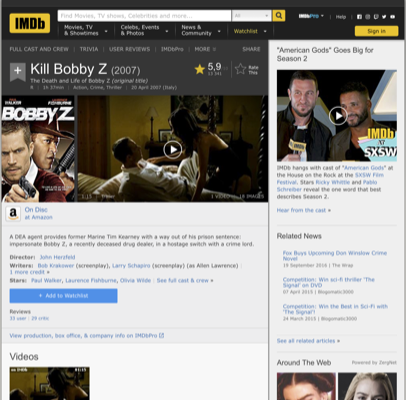 IMDb
Find Movies, TV shows, Celebrities and more...
All
IMDbPro
Help
Movies, TV
& Showtimes
Celebs, Events
& Photos
News &
Community
Watchlist
Sign in
FULL CAST AND CREW | TRIVIA | USER REVIEWS | IMDbPro | MORE
SHARE
Kill Bobby Z (2007)
The Death and Life of Bobby Z (original title)
R | 1h 37min | Action, Crime, Thriller | 20 April 2007 (Italy)
5,9
Rate
This
WALKER FISHBURNE
BOBBY Z
1 VIDEO
IMAGES
On Disc
at Amazon
A DEA agent provides former Marine Tim Kearney with a way out of his prison sentence:
impersonate Bobby Z, a recently deceased drug dealer, in a hostage switch with a crime lord.
Director: John Herzfeld
Writers: Bob Krakower (screenplay), Larry Schapiro (screenplay) (as Allen Lawrence)
1 more credit »
Stars: Paul Walker, Laurence Fishburne, Olivia Wilde | See full cast & crew »
+ Add to Watchlist
Reviews
View production, box office, & company info on IMDbPro
Videos
"American Gods" Goes Big for
Season 2
IMDb
SXSW
IMDb hangs with cast of "American Gods" at
the House on the Rock at the SXSW Film
Festival. Stars Ricky Whittle and Pablo
Schreiber reveal the one word that best
describes Season 2.
Hear from the cast »
Related News
Fox Buys Upcoming Don Winslow Crime
Novel
19 September 2016 | The Wrap
Competition: Win sci-fi thriller 'The
Signal' on DVD
07 April 2015 | Blogomatic3000
Competition: Win the Best in Sci-Fi with
'The Signal'!
24 March 2015 | Blogomatic3000
See all related articles »
Around The Web
Powered by ZergNet